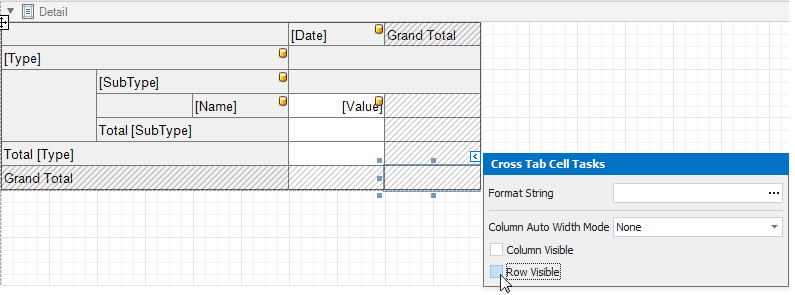 Detail
[Date] Grand Total
[Type]
[SubType]
[Name] [Value]
Total [SubType]
Total [Type]
Grand Total
Cross Tab Cell Tasks
Format String ...
Column Auto Width Mode None
Column Visible
Row Visible